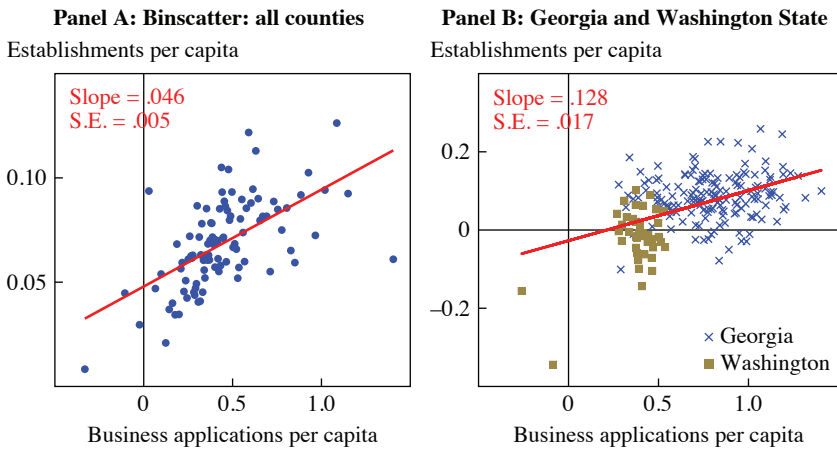 Panel A: Binscatter: all counties
Establishments per capita
Slope = .046
S.E. = .005
0.10
0.05
0
0.5
1.0
Business applications per capita
Panel B: Georgia and Washington State
Establishments per capita
Slope = .128
S.E. = .017
0.2
0
−0.2
Georgia
Washington
0
0.5
1.0
Business applications per capita